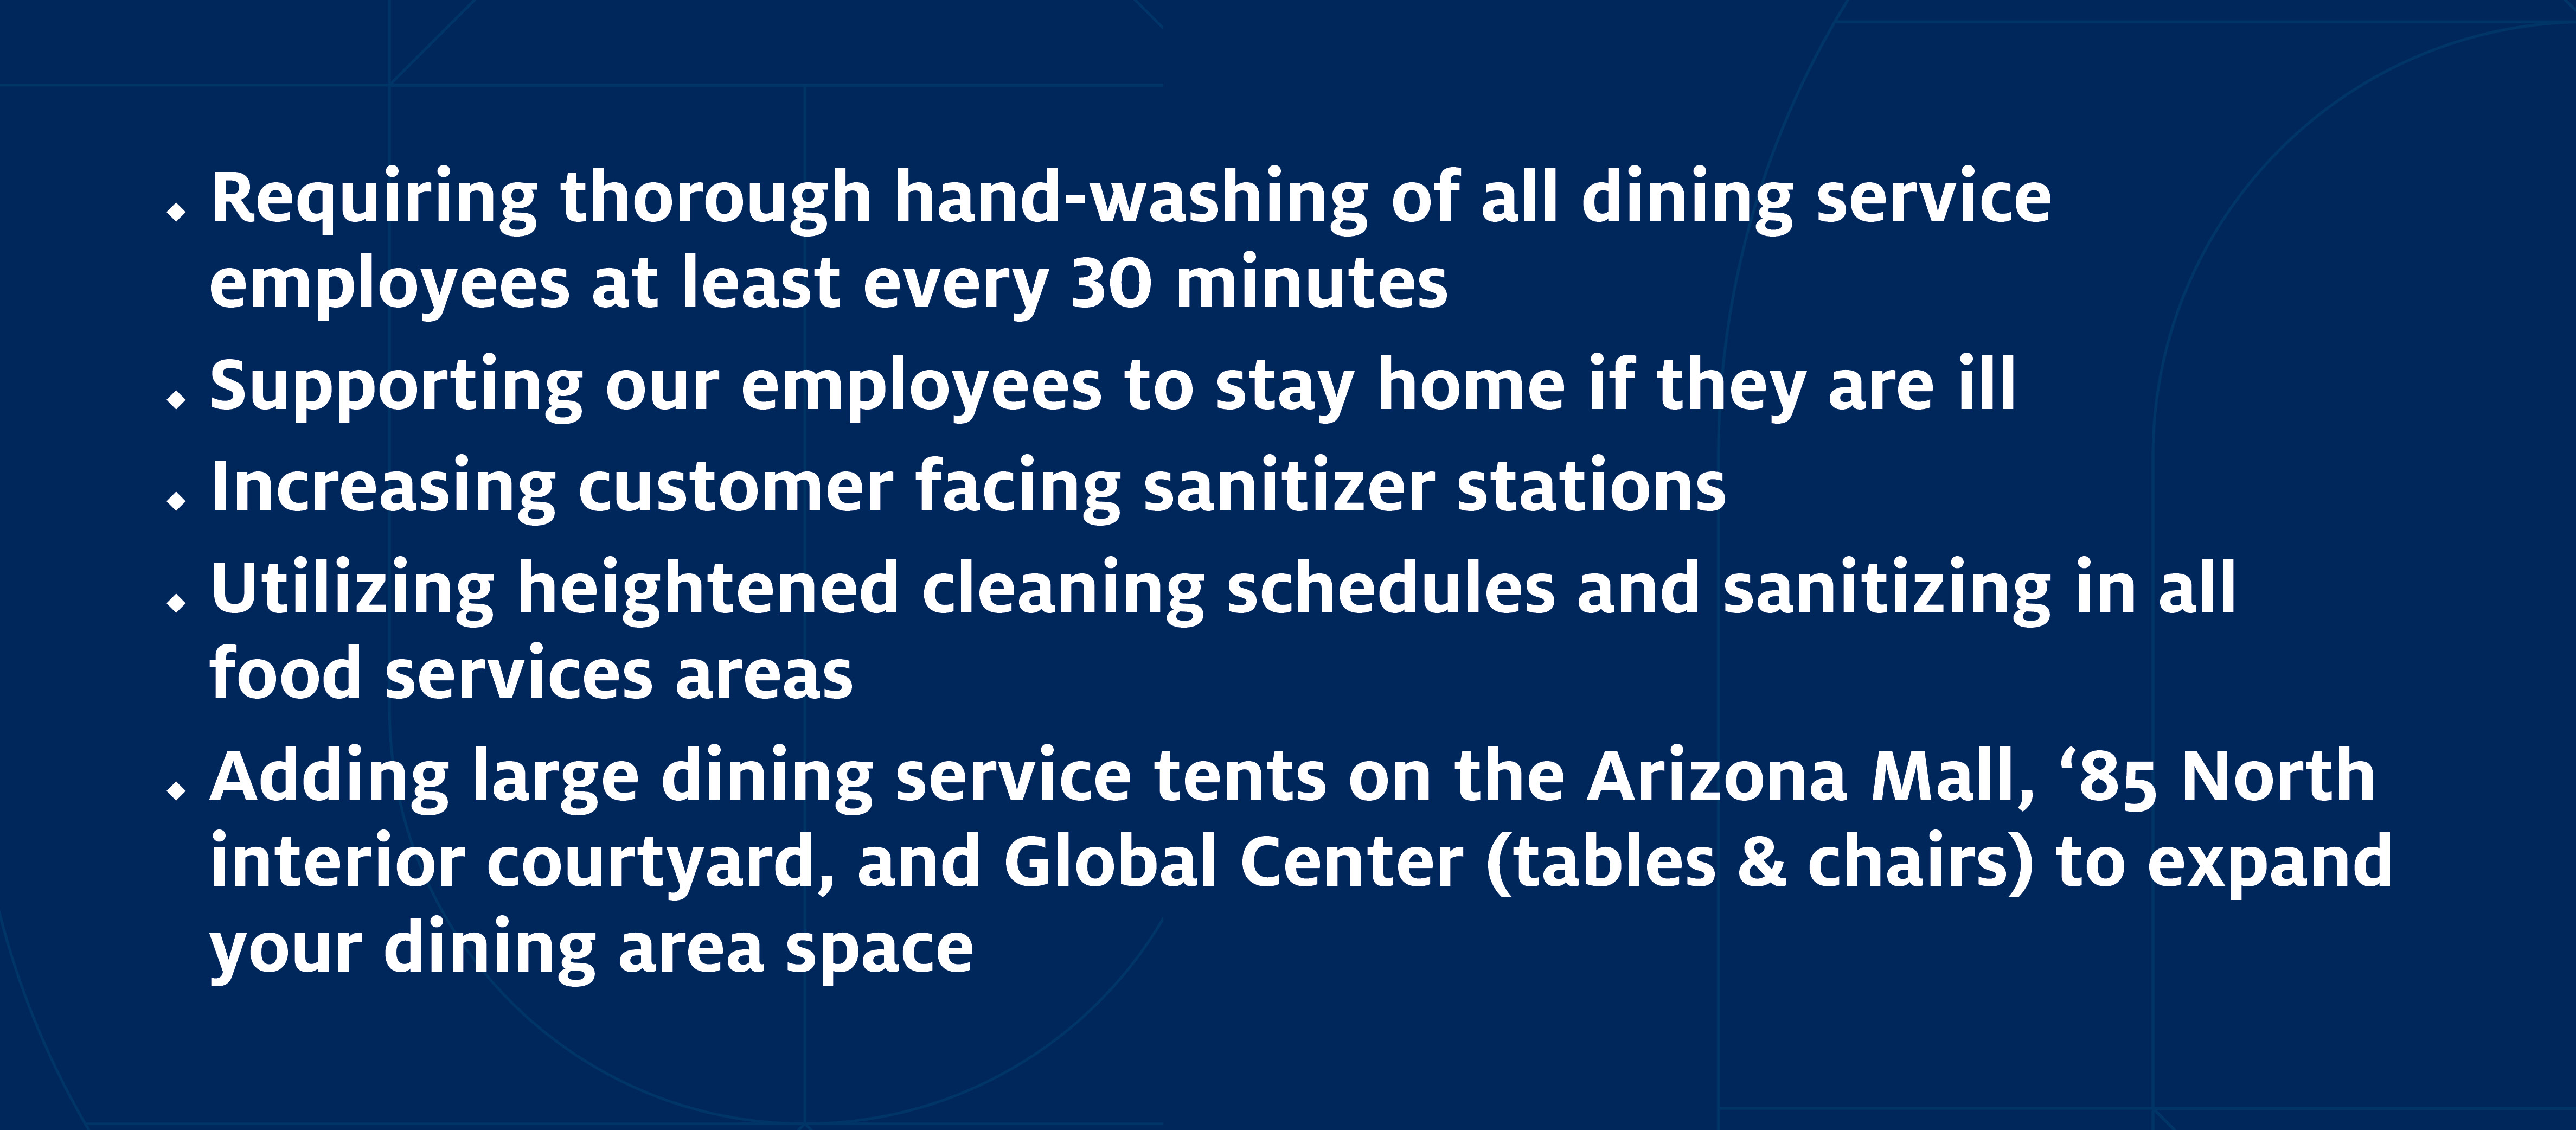 ⬥ Requiring thorough hand-washing of all dining service
employees at least every 30 minutes
⬥ Supporting our employees to stay home if they are ill
⬥ Increasing customer facing sanitizer stations
⬥ Utilizing heightened cleaning schedules and sanitizing in all
food services areas
⬥ Adding large dining service tents on the Arizona Mall, ‘85 North
interior courtyard, and Global Center (tables & chairs) to expand
your dining area space